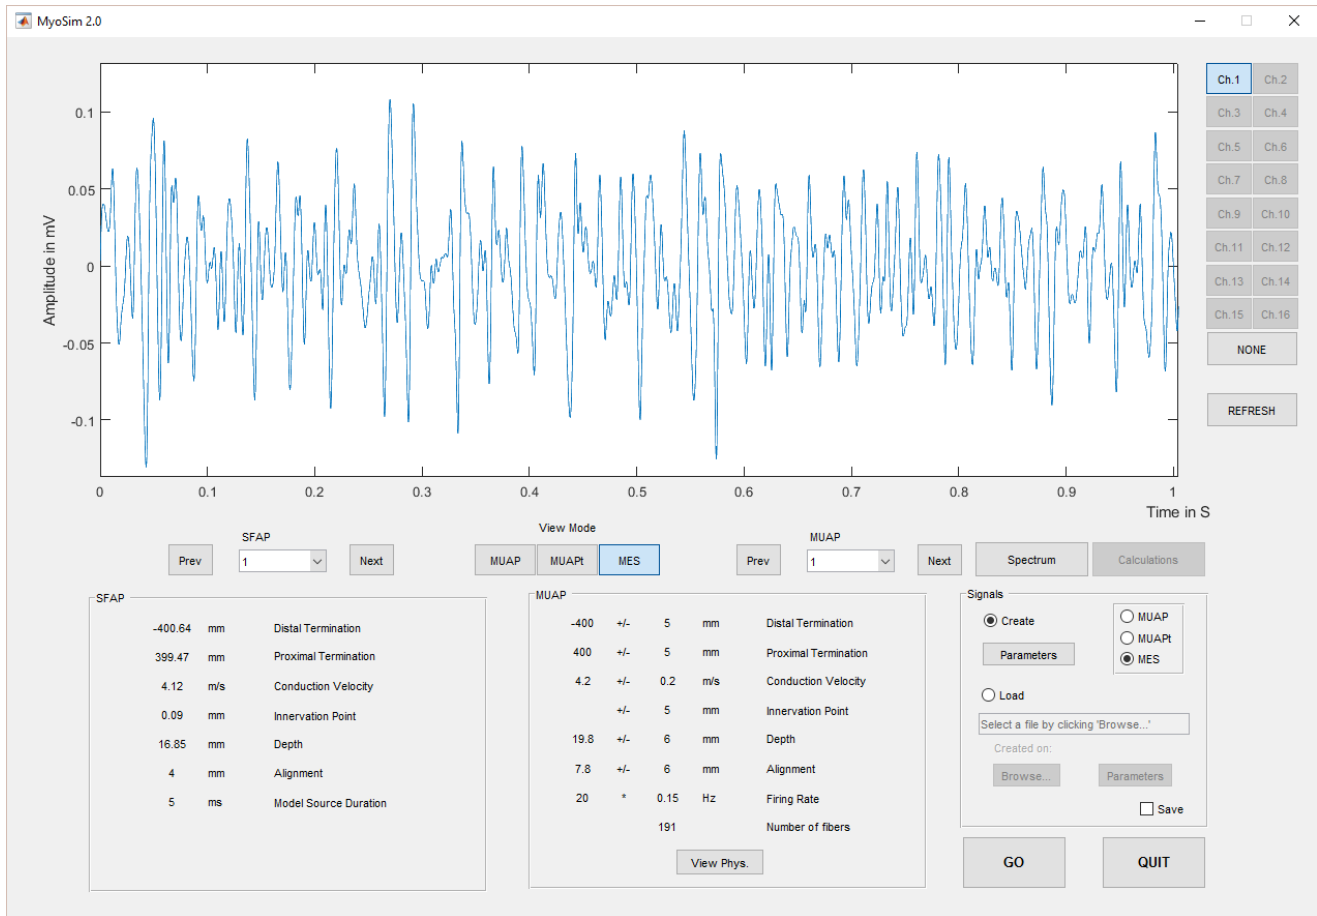 MyoSim 2.0
Ch.1 Ch.2
Ch.3 Ch.4
Ch.5 Ch.6
Ch.7 Ch.8
Ch.9 Ch.10
Ch.11 Ch.12
Ch.13 Ch.14
Ch.15 Ch.16
NONE
REFRESH
Amplitude in mV
0.1
0.05
0
-0.05
-0.1
0 0.1 0.2 0.3 0.4 0.5 0.6 0.7 0.8 0.9 1
Time in S
View Mode
SFAP
MUAP
Prev 1 Next MUAP MUAPt MES Prev 1 Next Spectrum Calculations
SFAP
-400.64 mm Distal Termination
399.47 mm Proximal Termination
4.12 m/s Conduction Velocity
0.09 mm Innervation Point
16.85 mm Depth
4 mm Alignment
5 ms Model Source Duration
MUAP
-400 +/- 5 mm Distal Termination
400 +/- 5 mm Proximal Termination
4.2 +/- 0.2 m/s Conduction Velocity
+/- 5 mm Innervation Point
19.8 +/- 6 mm Depth
7.8 +/- 6 mm Alignment
20 * 0.15 Hz Firing Rate
191 Number of fibers
View Phys.
Signals
Create
Parameters
MUAP
MUAPt
MES
Load
Select a file by clicking 'Browse...'
Created on:
Browse... Parameters
Save
GO QUIT